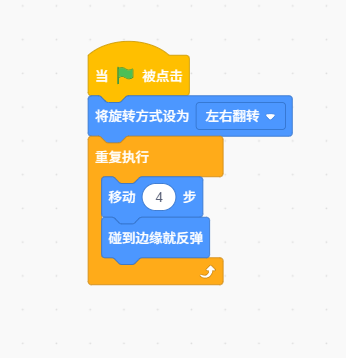 当 被点击
将旋转方式设为 左右翻转
重复执行
移动 4 步
碰到边缘就反弹